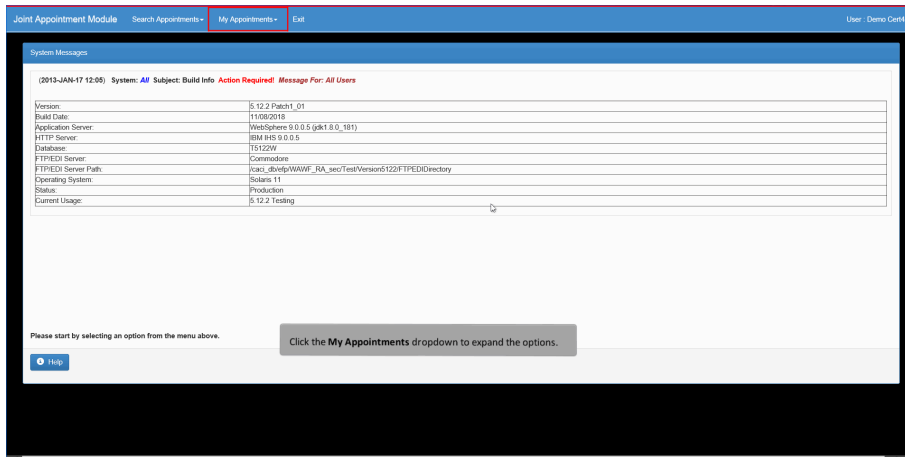 Joint Appointment Module Search Appointments My Appointments Exit User : Demo Cert4
System Messages
(2013-JAN-17 12:05) System: All Subject: Build Info Action Required! Message For: All Users
Version: 5.12.2 Patch1_01
Build Date: 11/08/2018
Application Server: WebSphere 9.0.0.5 (jdk1.8.0_181)
HTTP Server: IBM IHS 9.0.0.5
Database: T5122W
FTP/EDI Server: Commodore
FTP/EDI Server Path: /caci_db/efp/WAWF_RA_sec/Test/Version5122/FTPEDIDirectory
Operating System: Solaris 11
Status: Production
Current Usage: 5.12.2 Testing
Please start by selecting an option from the menu above.
Click the My Appointments dropdown to expand the options.
Help